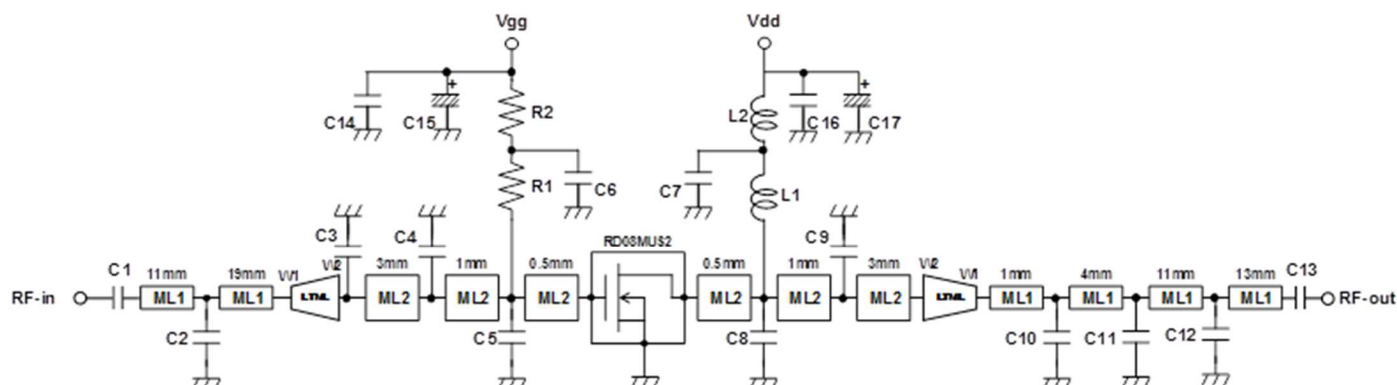 Vgg
Vdd
C14
C15
R2
L2
C16
C17
R1
C6
C7
L1
C3
C4
RD08MUS2
C9
C1
11mm
19mm
W1
W2
3mm
1mm
0.5mm
0.5mm
1mm
3mm
W2
W1
1mm
4mm
11mm
13mm
C13
RF-in
ML1
ML1
LTML
ML2
ML2
ML2
ML2
ML2
ML2
LTML
ML1
ML1
ML1
ML1
RF-out
C2
C5
C8
C10
C11
C12
+
+